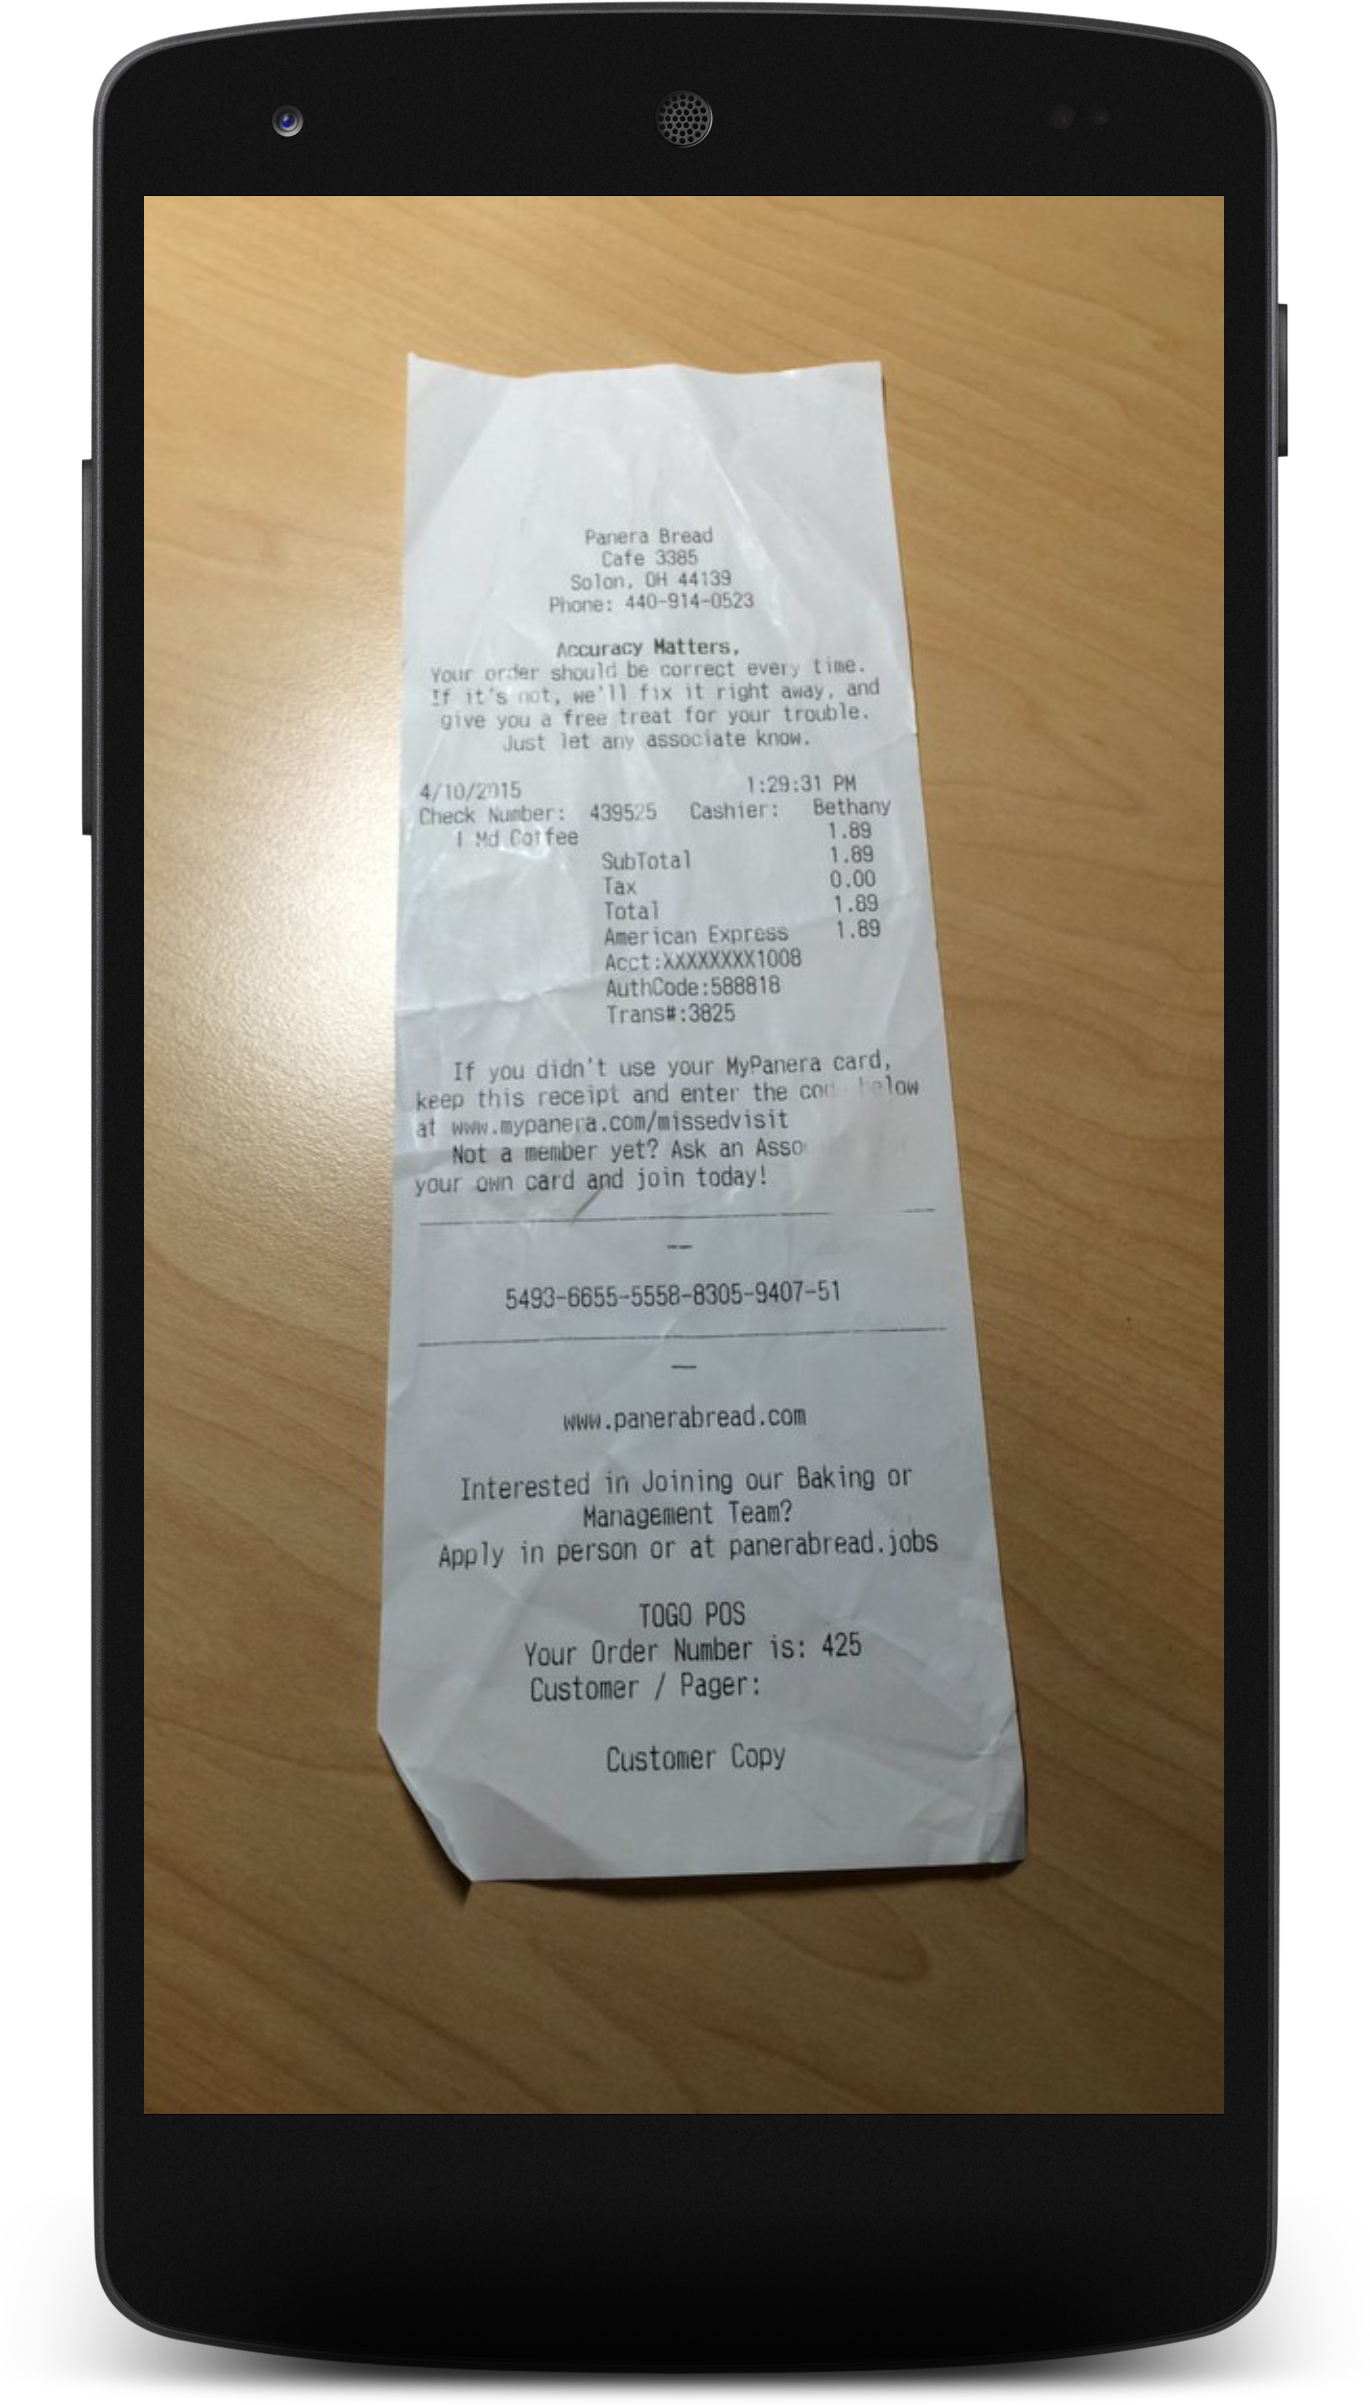 Panera Bread
Cafe 3385
Solon, OH 44139
Phone: 440-914-0523
Accuracy Matters,
Your order should be correct every time.
If it's not, we'll fix it right away, and
give you a free treat for your trouble.
Just let any associate know.
4/10/2015 1:29:31 PM
Check Number: 439525 Cashier: Bethany
1 Md Coffee 1.89
SubTotal 1.89
Tax 0.00
Total 1.89
American Express 1.89
Acct:XXXXXXXX1008
AuthCode:588818
Trans#:3825
If you didn't use your MyPanera card,
keep this receipt and enter the code below
at www.mypanera.com/missedvisit
Not a member yet? Ask an
your own card and join today!
--
5493-6655-5558-8305-9407-51
--
www.panerabread.com
Interested in Joining our Baking or
Management Team?
Apply in person or at panerabread.jobs
TOGO POS
Your Order Number is: 425
Customer / Pager:
Customer Copy